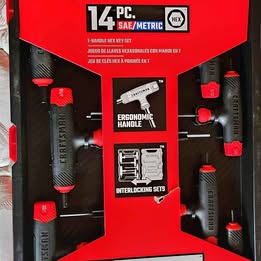 14 PC.
SAE/METRIC
HEX
T-HANDLE HEX KEY SET
JUEGO DE LLAVES HEXAGONALES CON MANGO EN T
JEU DE CLÉS HEX À POIGNÉE EN T
ERGONOMIC
HANDLE
INTERLOCKING SETS
CRAFTSMAN
CRAFTSMAN
CRAFTSMAN
CRAFTSMAN